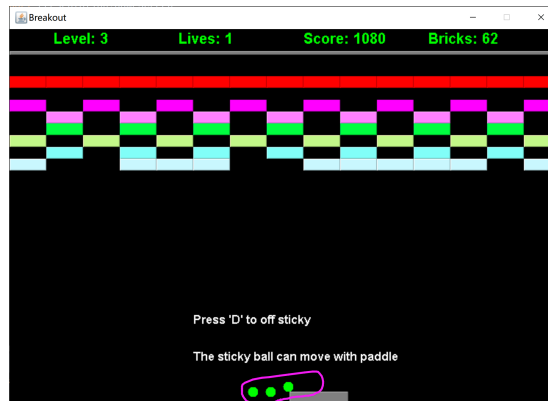 Breakout
Level: 3 Lives: 1 Score: 1080 Bricks: 62
Press 'D' to off sticky
The sticky ball can move with paddle